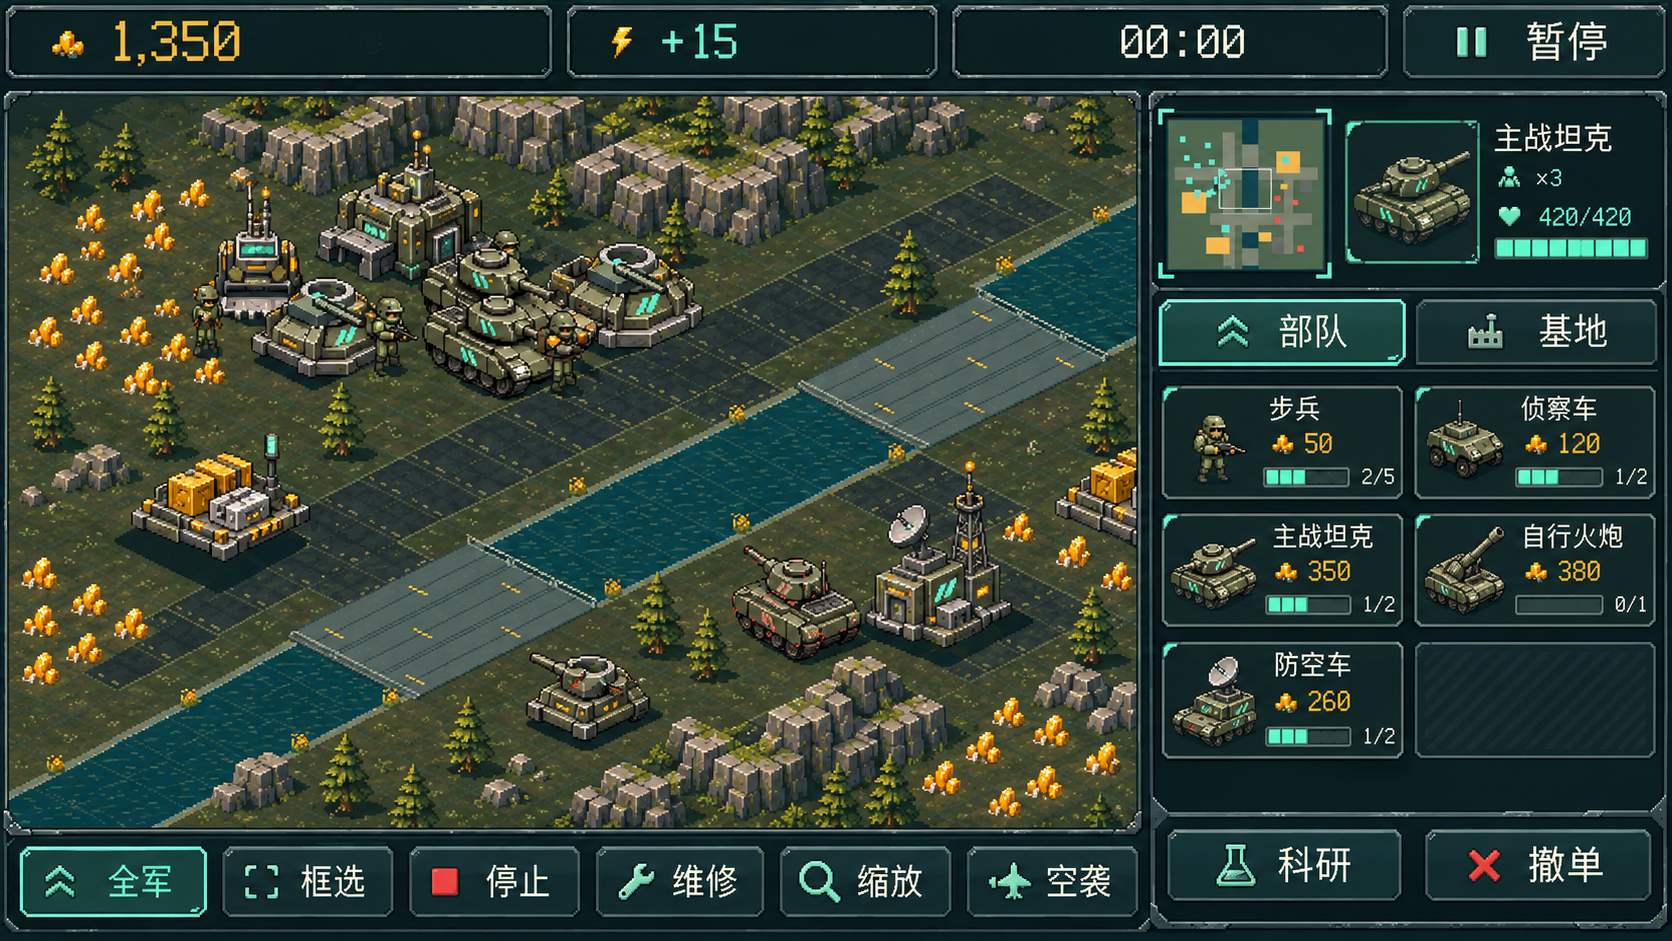 1,350
+15
00:00
暂停
主战坦克
×3
420/420
部队
基地
步兵
50
2/5
侦察车
120
1/2
主战坦克
350
1/2
自行火炮
380
0/1
防空车
260
1/2
全军
框选
停止
维修
缩放
空袭
科研
撤单